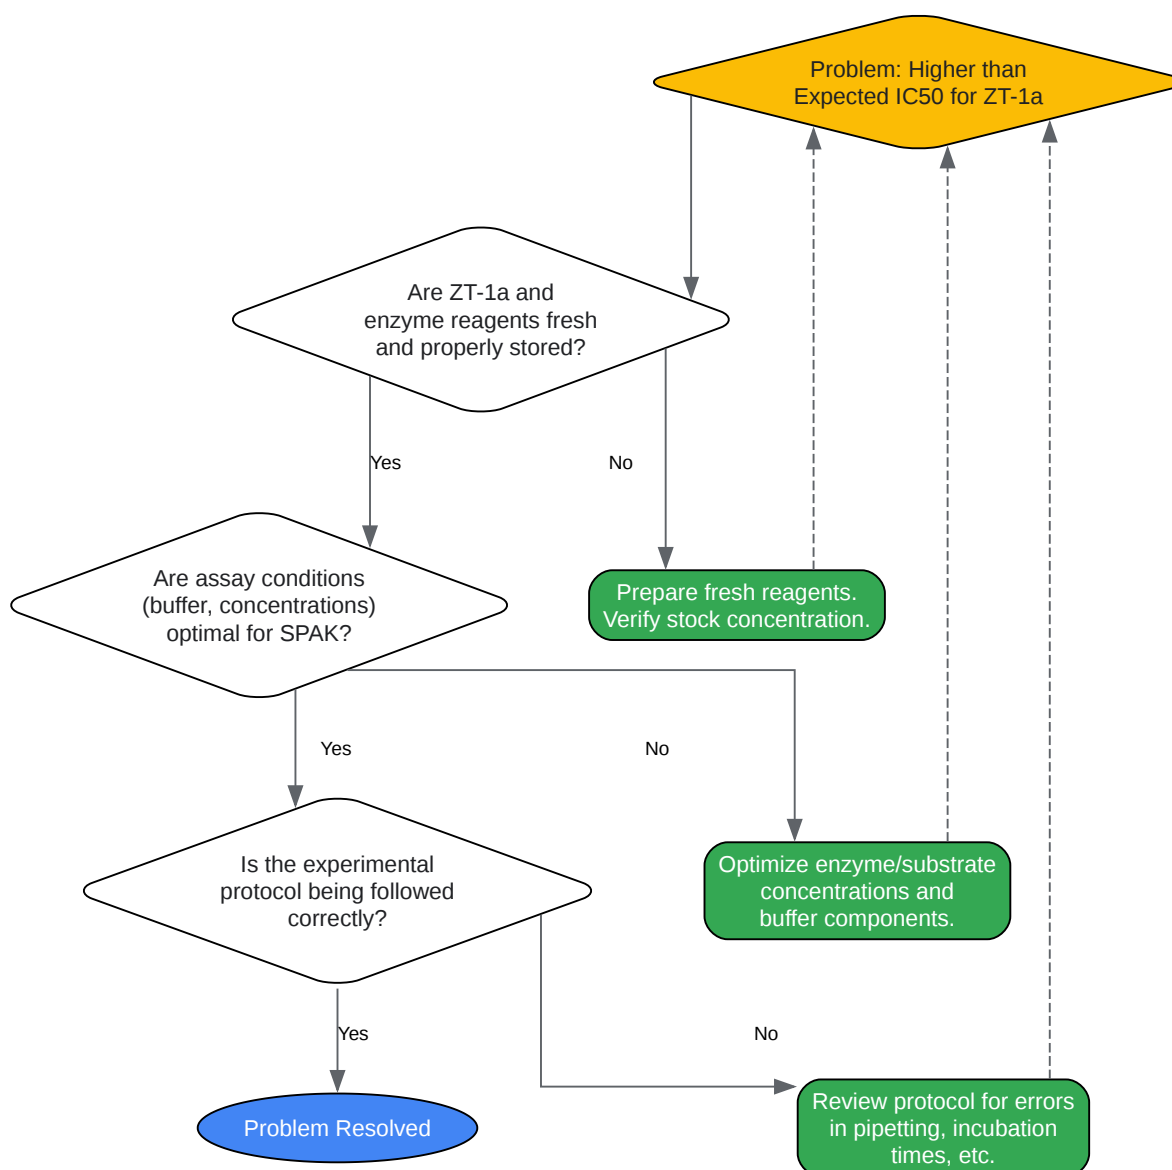 Problem: Higher than
Expected IC50 for ZT-1a
Are ZT-1a and
enzyme reagents fresh
and properly stored?
Yes
No
Are assay conditions
(buffer, concentrations)
optimal for SPAK?
Prepare fresh reagents.
Verify stock concentration.
Yes
No
Is the experimental
protocol being followed
correctly?
Optimize enzyme/substrate
concentrations and
buffer components.
Yes
No
Problem Resolved
Review protocol for errors
in pipetting, incubation
times, etc.